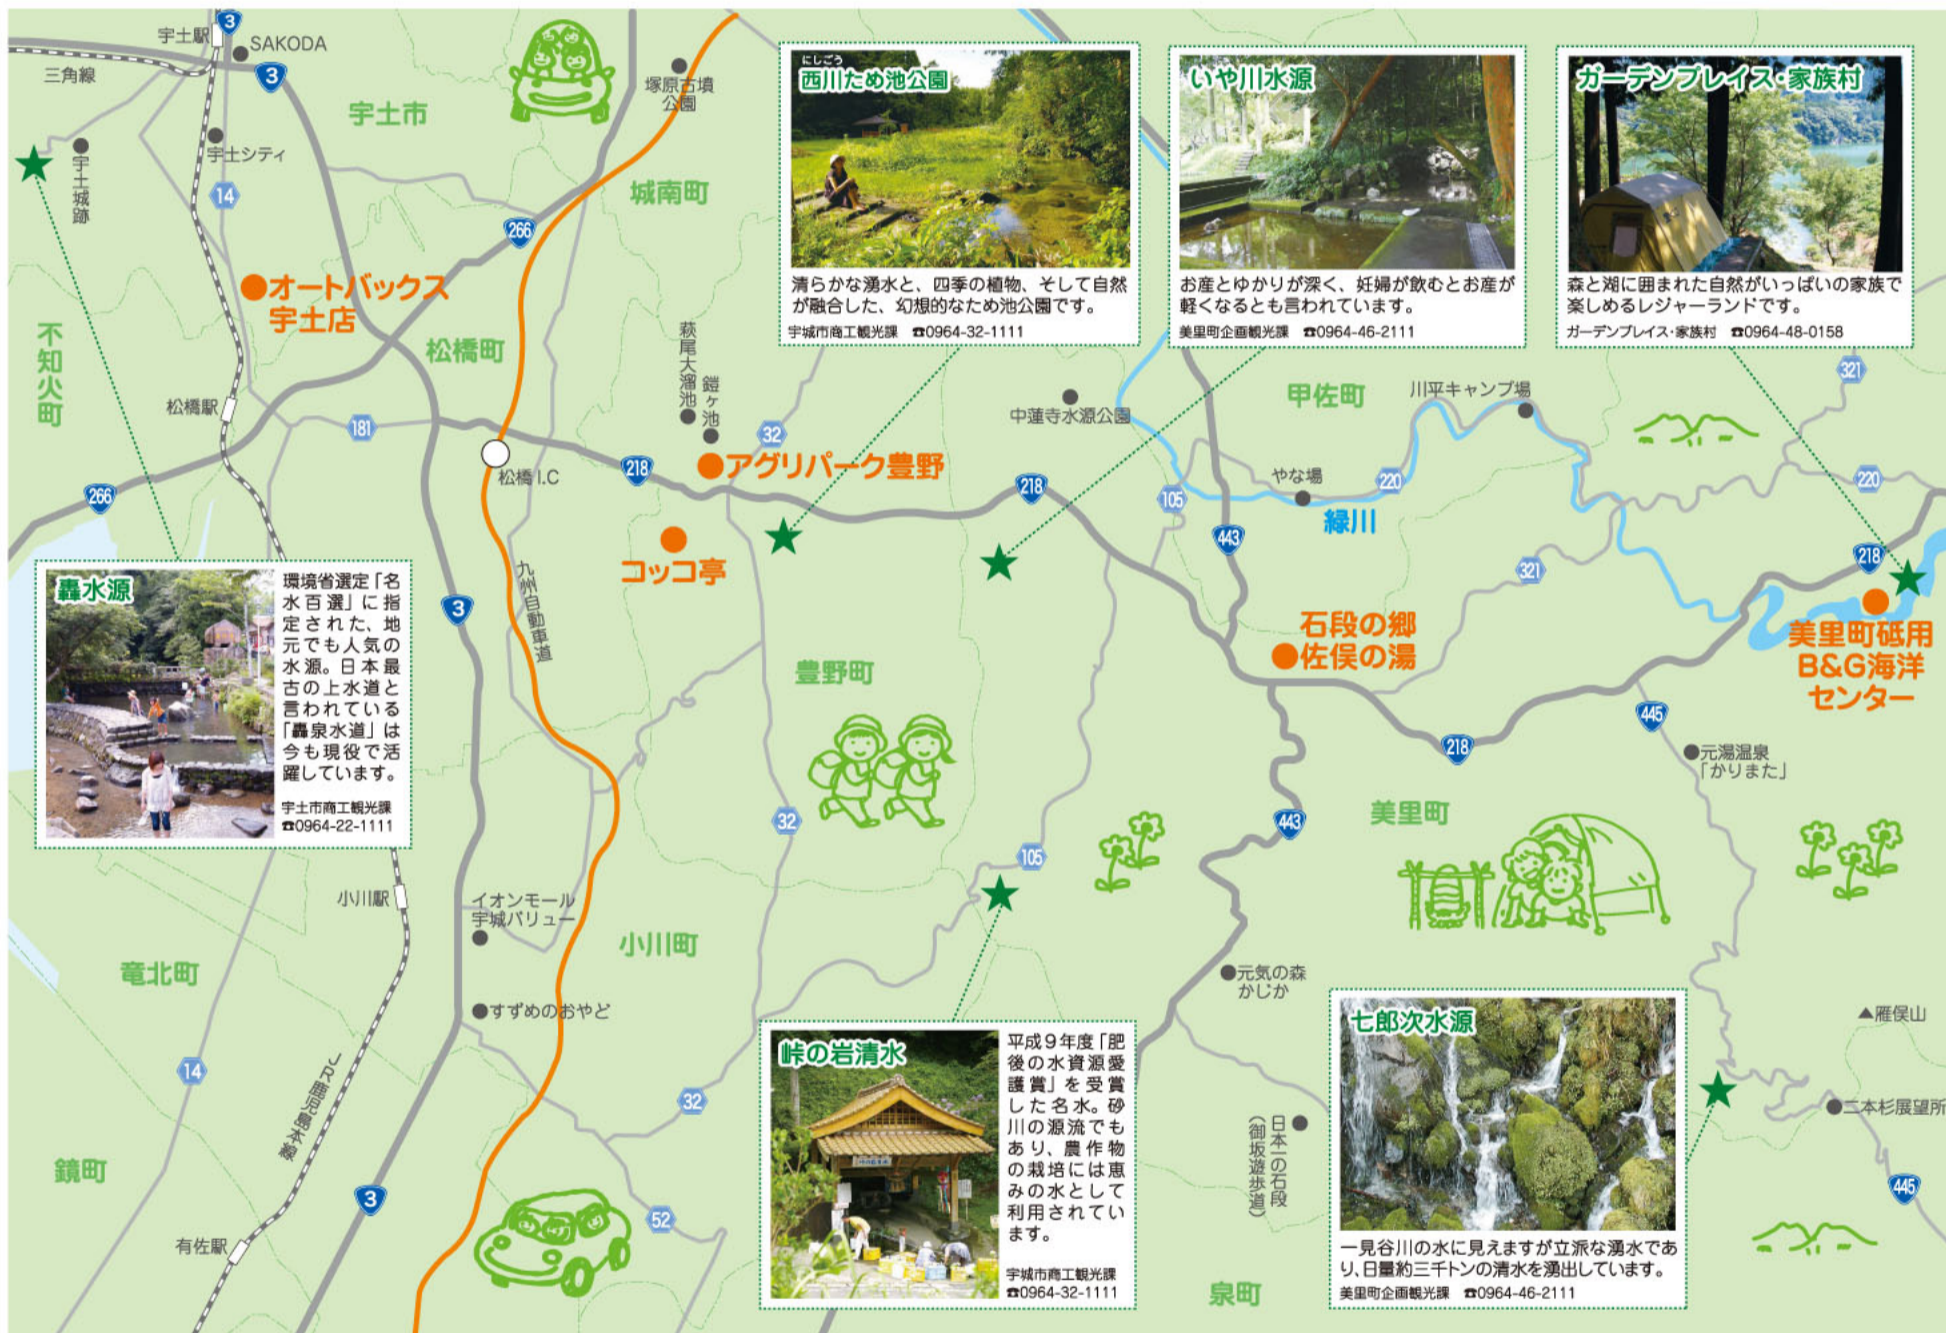 宇土駅
3
SAKODA
3
三角線
宇土市
塚原古墳
公園
宇土シティ
宇土城跡
14
城南町
266
オートバックス
宇土店
不知火町
松橋町
松橋駅
181
266
松橋I.C
218
萩尾大溜池
鎧ヶ池
32
アグリパーク豊野
コッコ亭
九州自動車道
3
にしごう
西川ため池公園
清らかな湧水と、四季の植物、そして自然
が融合した、幻想的なため池公園です。
宇城市商工観光課 ☎0964-32-1111
いや川水源
お産とゆかりが深く、妊婦が飲むとお産が
軽くなるとも言われています。
美里町企画観光課 ☎0964-46-2111
ガーデンプレイス・家族村
森と湖に囲まれた自然がいっぱいの家族で
楽しめるレジャーランドです。
ガーデンプレイス・家族村 ☎0964-48-0158
321
甲佐町
川平キャンプ場
中蓮寺水源公園
やな場
220
220
218
105
緑川
443
321
218
石段の郷
佐俣の湯
美里町砥用
B&G海洋
センター
445
218
元湯温泉
「かりまた」
轟水源
環境省選定「名
水百選」に指
定された、地
元でも人気の
水源。日本最
古の上水道と
言われている
「轟泉水道」は
今も現役で活
躍しています。
宇土市商工観光課
☎0964-22-1111
豊野町
32
105
443
美里町
小川駅
イオンモール
宇城バリュー
小川町
竜北町
すずめのおやど
元気の森
かじか
14
JR鹿児島本線
32
鏡町
3
52
有佐駅
峠の岩清水
平成9年度「肥
後の水資源愛
護賞」を受賞
した名水。砂
川の源流でも
あり、農作物
の栽培には恵
みの水として
利用されてい
ます。
宇城市商工観光課
☎0964-32-1111
日本一の石段
(御坂遊歩道)
泉町
七郎次水源
一見谷川の水に見えますが立派な湧水であ
り、日量約三千トンの清水を湧出しています。
美里町企画観光課 ☎0964-46-2111
▲雁俣山
二本杉展望所
445